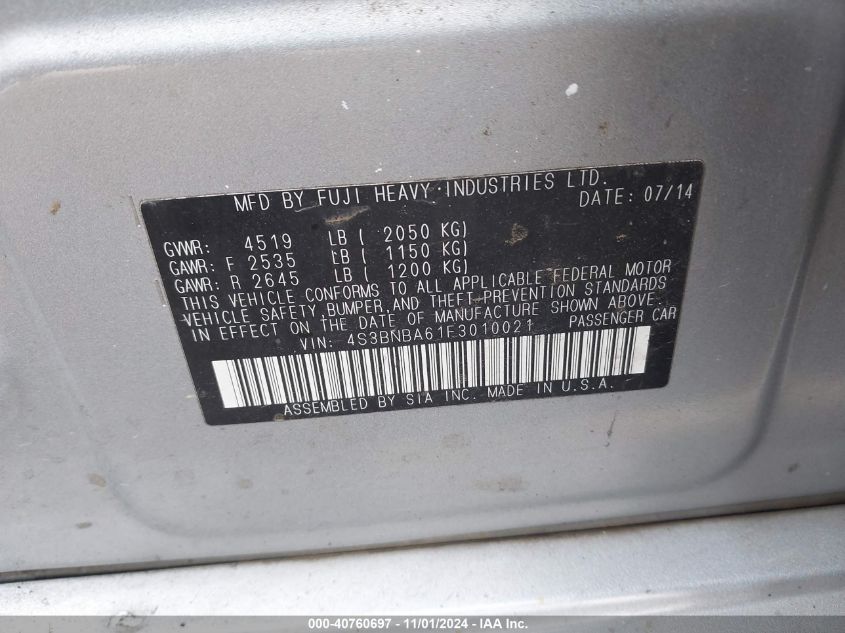 MFD BY FUJI HEAVY INDUSTRIES LTD.
DATE: 07/14
GVWR: 4519 LB ( 2050 KG)
GAWR: F 2535 LB ( 1150 KG)
GAWR: R 2645 LB ( 1200 KG)
THIS VEHICLE CONFORMS TO ALL APPLICABLE FEDERAL MOTOR
VEHICLE SAFETY, BUMPER, AND THEFT PREVENTION STANDARDS
IN EFFECT ON THE DATE OF MANUFACTURE SHOWN ABOVE.
VIN: 4S3BNBA61F3010021 PASSENGER CAR
ASSEMBLED BY SIA INC. MADE IN U.S.A.
000-40760697 - 11/01/2024 - IAA Inc.